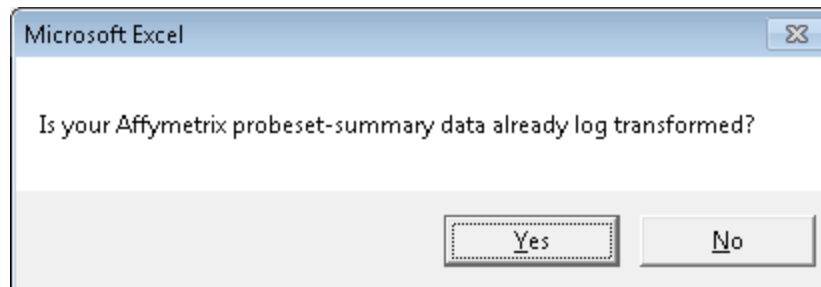 Microsoft Excel
Is your Affymetrix probeset-summary data already log transformed?
Yes
No